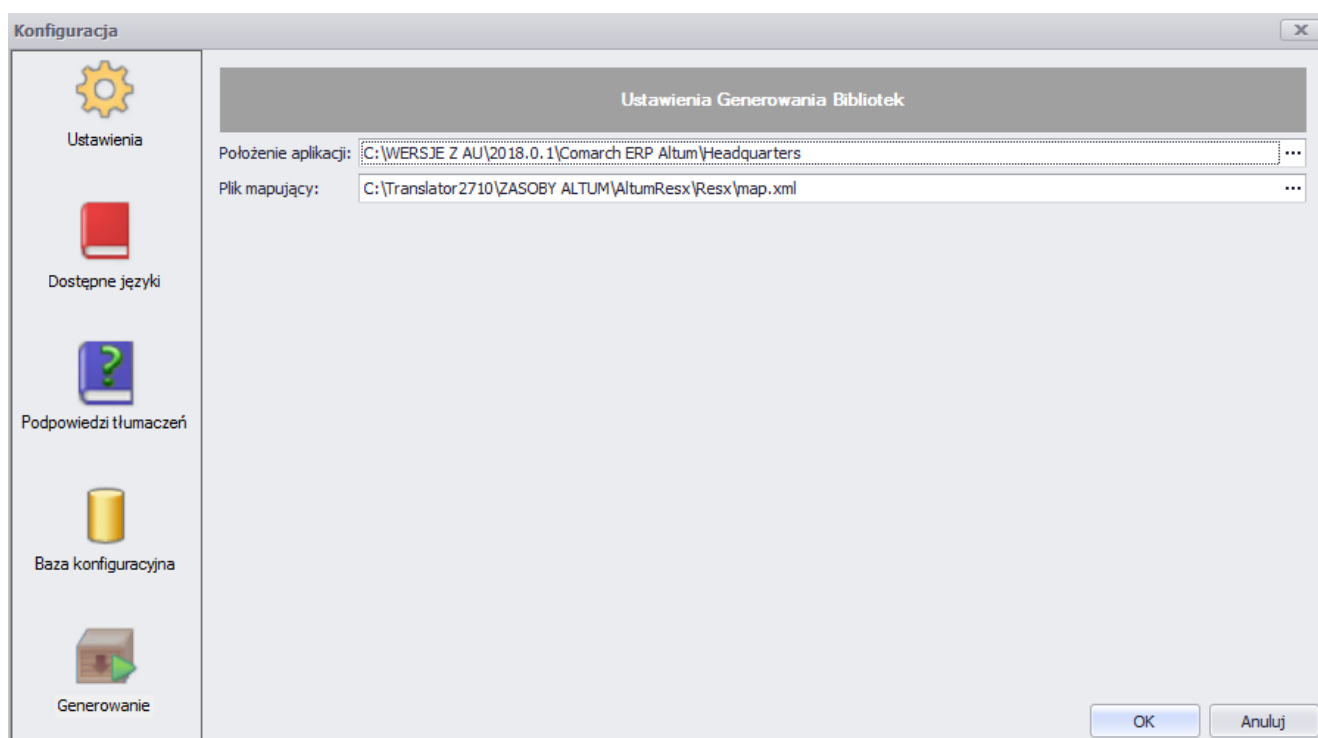 Konfiguracja
Ustawienia
Dostępne języki
Podpowiedzi tłumaczeń
Baza konfiguracyjna
Generowanie
Ustawienia Generowania Bibliotek
Położenie aplikacji: C:\WERSJE Z AU\2018.0.1\Comarch ERP Altum\Headquarters ...
Plik mapujący: C:\Translator2710\ZASOBY ALTUM\AltumResx\Resx\map.xml ...
OK Anuluj